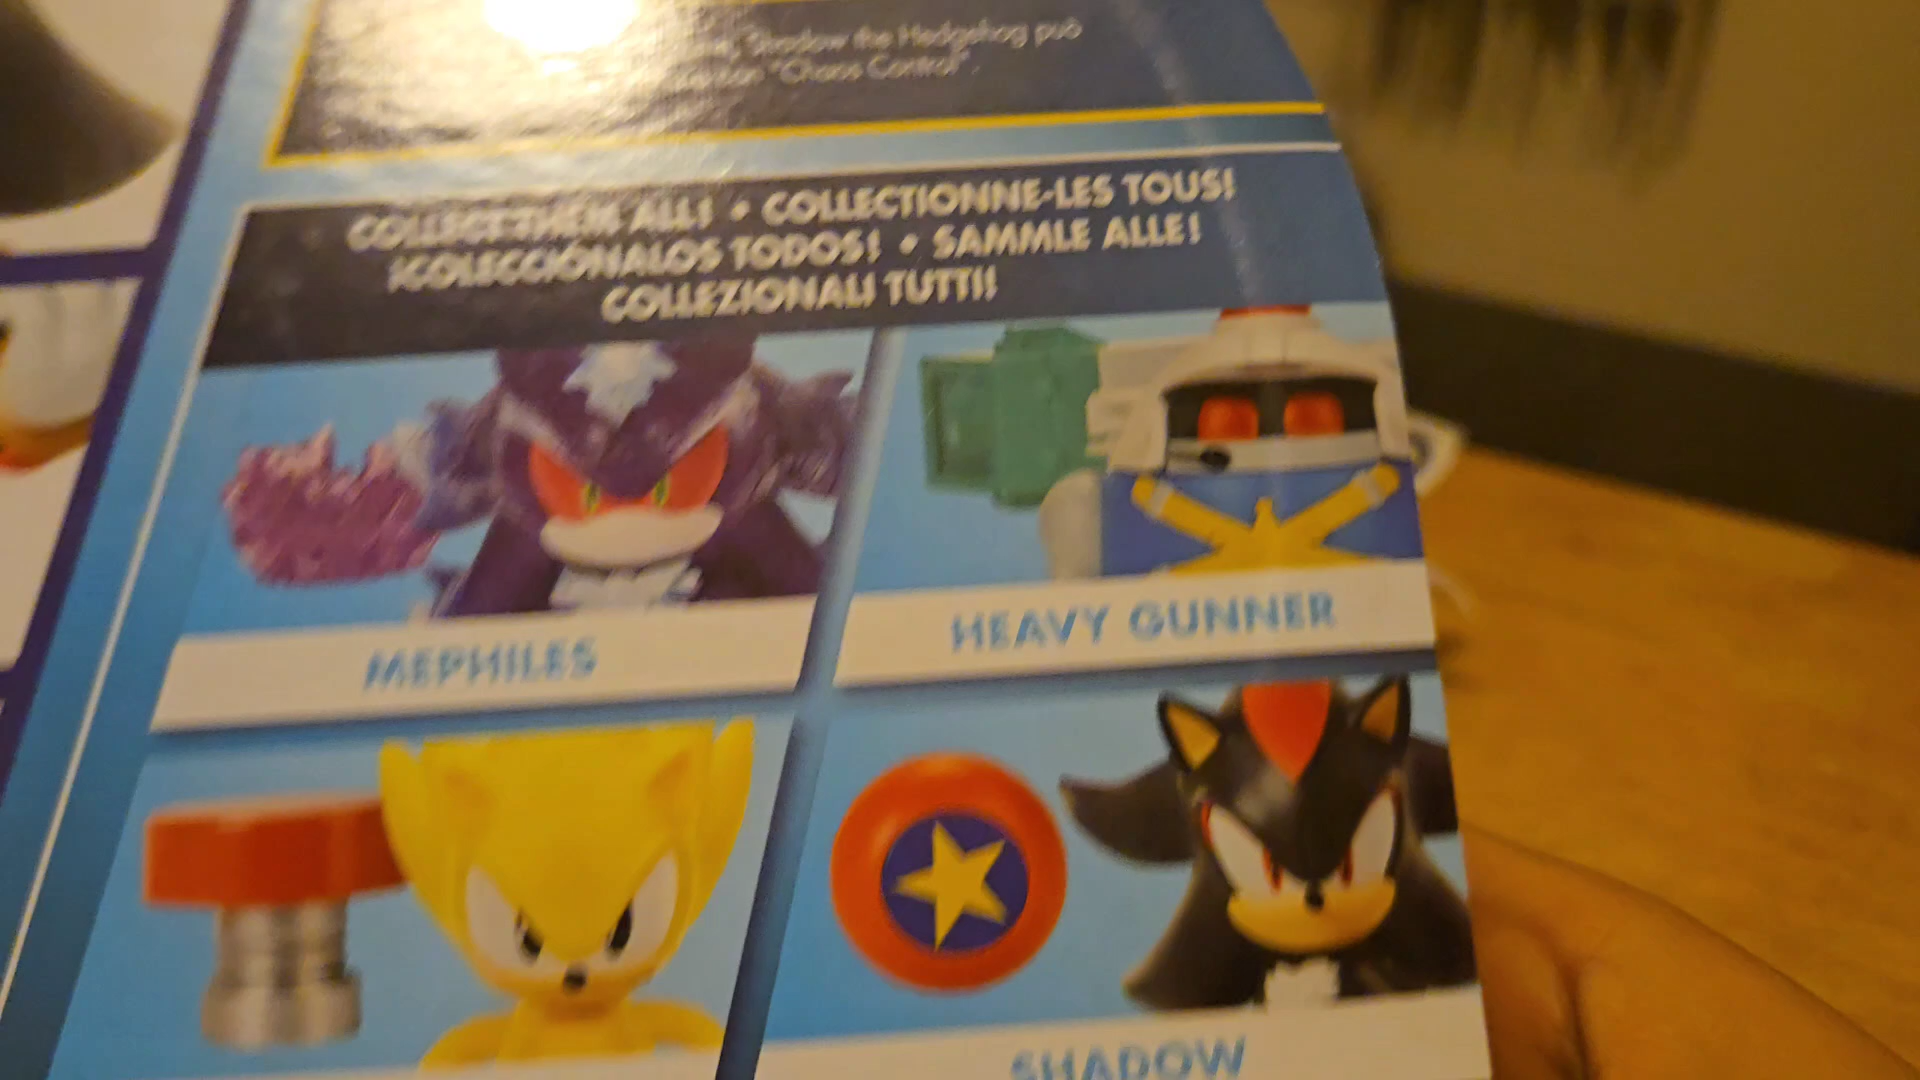 Shadow the Hedgehog può
"Chaos Control".
COLLECT THEM ALL! • COLLECTIONNE-LES TOUS!
¡COLECCIÓNALOS TODOS! • SAMMLE ALLE!
COLLEZIONALI TUTTI!
MEPHILES
HEAVY GUNNER
SHADOW